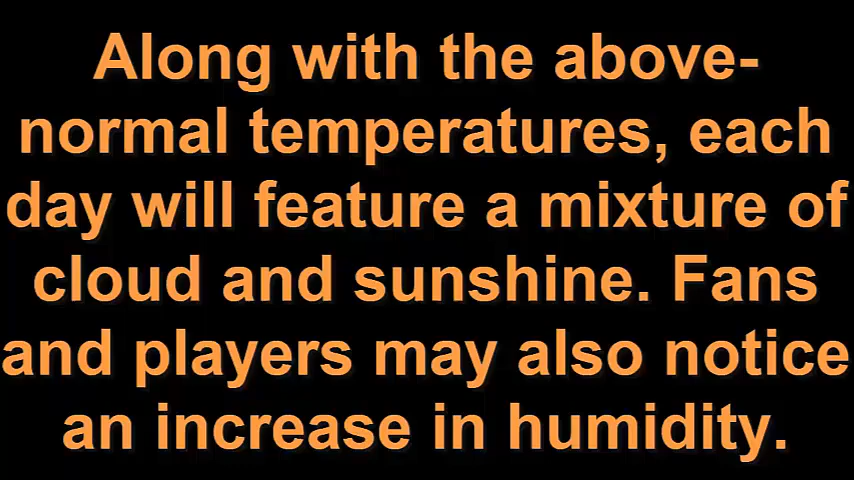 Along with the above-
normal temperatures, each
day will feature a mixture of
cloud and sunshine. Fans
and players may also notice
an increase in humidity.